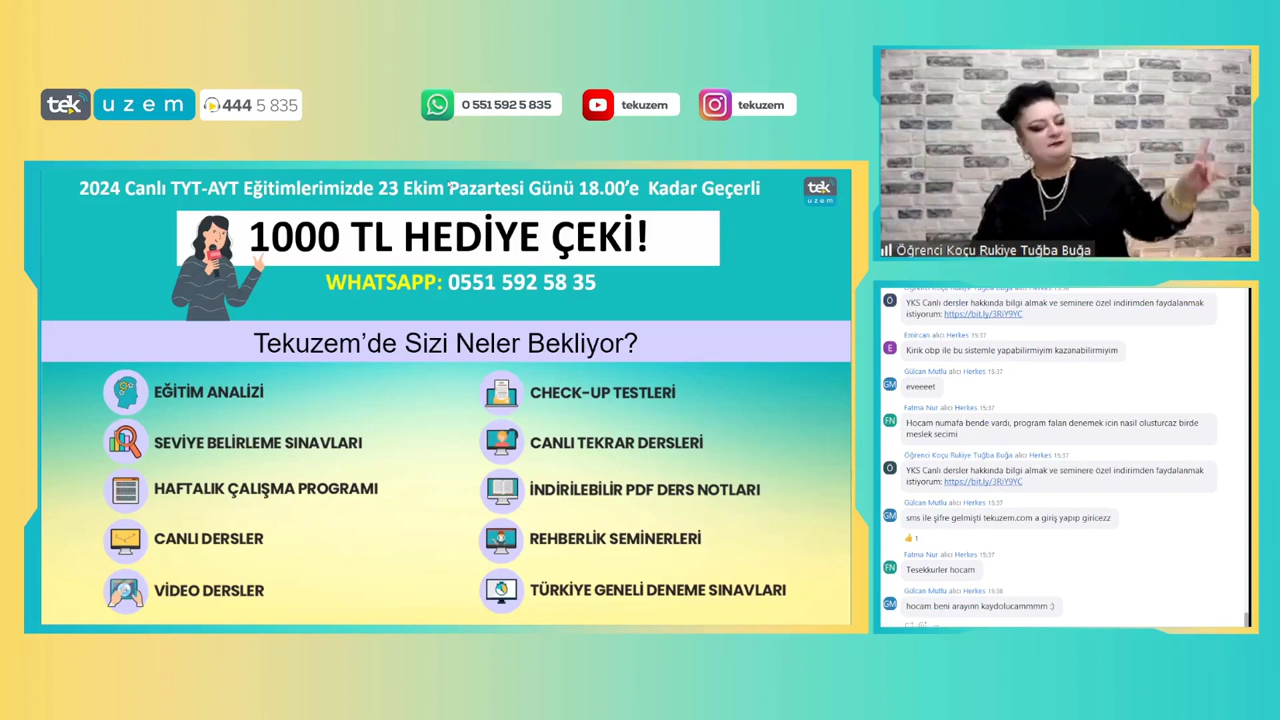 tek uzem 444 5 835
0 551 592 5 835
tekuzem
tekuzem
2024 Canlı TYT-AYT Eğitimlerimizde 23 Ekim Pazartesi Günü 18.00’e Kadar Geçerli
tek
uzem
1000 TL HEDİYE ÇEKİ!
WHATSAPP: 0551 592 58 35
Tekuzem’de Sizi Neler Bekliyor?
EĞİTİM ANALİZİ
SEVİYE BELİRLEME SINAVLARI
HAFTALIK ÇALIŞMA PROGRAMI
CANLI DERSLER
VİDEO DERSLER
CHECK-UP TESTLERİ
CANLI TEKRAR DERSLERİ
İNDİRİLEBİLİR PDF DERS NOTLARI
REHBERLİK SEMİNERLERİ
TÜRKİYE GENELİ DENEME SINAVLARI
Öğrenci Koçu Rukiye Tuğba Buğa
Ö
YKS Canlı dersler hakkında bilgi almak ve seminere özel indirimden faydalanmak
istiyorum: https://bit.ly/3RiY9YC
Emircan alıcı Herkes 15:37
E
Kirik obp ile bu sistemle yapabilirmiyim kazanabilirmiyim
Gülcan Mutlu alıcı Herkes 15:37
GM
eveeeet
Fatma Nur alıcı Herkes 15:37
FN
Hocam numafa bende vardı, program falan denemek icin nasil olusturcaz birde
meslek secimi
Öğrenci Koçu Rukiye Tuğba Buğa alıcı Herkes 15:37
Ö
YKS Canlı dersler hakkında bilgi almak ve seminere özel indirimden faydalanmak
istiyorum: https://bit.ly/3RiY9YC
Gülcan Mutlu alıcı Herkes 15:37
GM
sms ile şifre gelmişti tekuzem.com a giriş yapıp giricezz
1
Fatma Nur alıcı Herkes 15:37
FN
Tesekkurler hocam
Gülcan Mutlu alıcı Herkes 15:38
GM
hocam beni arayınn kaydolucammmm :)